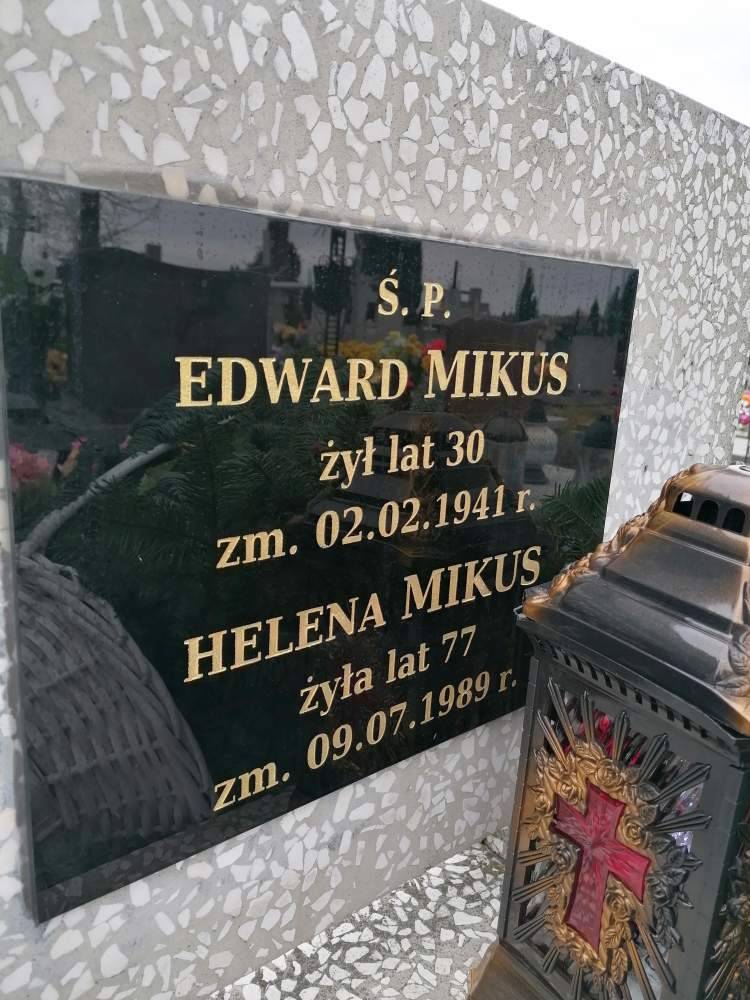 Ś. P.
EDWARD MIKUS
żył lat 30
zm. 02.02.1941 r.
HELENA MIKUS
żyła lat 77
zm. 09.07.1989 r.